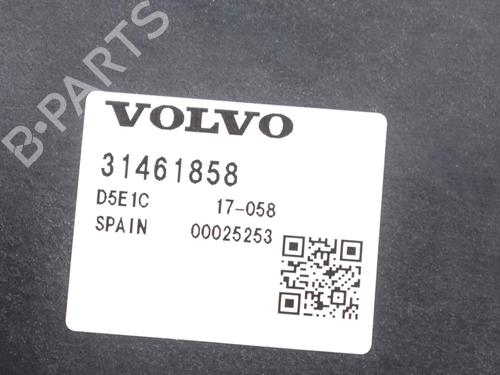 B-PARTS
VOLVO
31461858
D5E1C 17-058
SPAIN 00025253